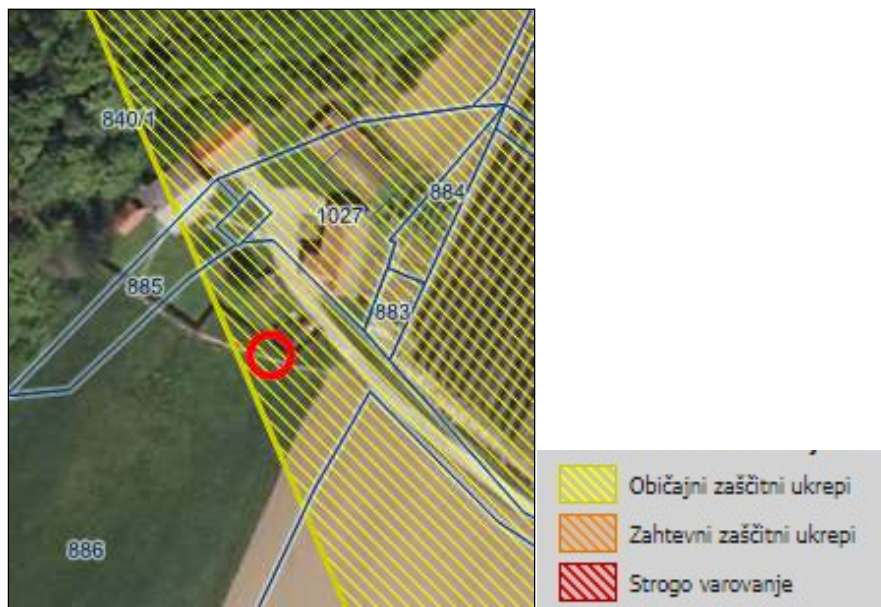 840/1
884
1027
885
883
886
Običajni zaščitni ukrepi
Zahtevni zaščitni ukrepi
Strogo varovanje